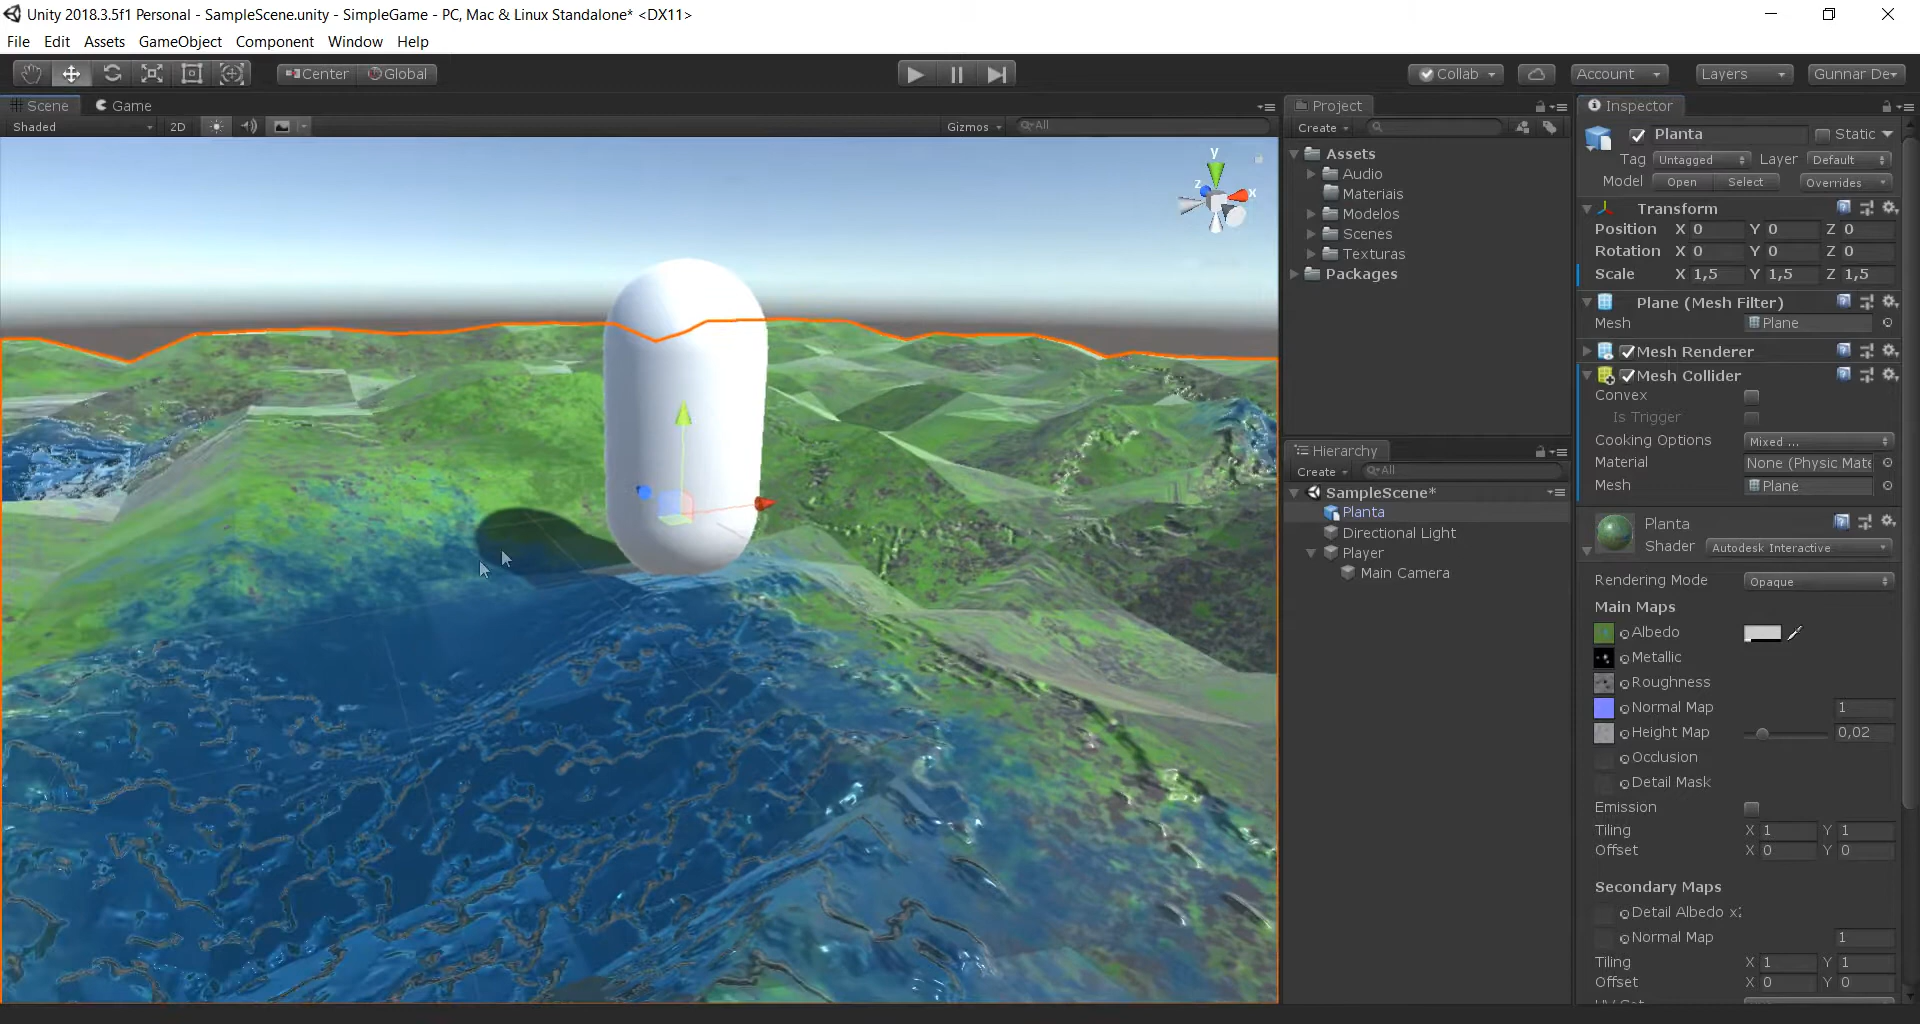 Unity 2018.3.5f1 Personal - SampleScene.unity - SimpleGame - PC, Mac & Linux Standalone* <DX11>
File Edit Assets GameObject Component Window Help
Center Global Collab Account Layers Gunnar De
Scene Game
Shaded 2D Gizmos All
y
z
x
Project
Create
Assets
Audio
Materiais
Modelos
Scenes
Texturas
Packages
Hierarchy
Create All
SampleScene*
Planta
Directional Light
Player
Main Camera
Inspector
Planta Static
Tag Untagged Layer Default
Model Open Select Overrides
Transform
Position X 0 Y 0 Z 0
Rotation X 0 Y 0 Z 0
Scale X 1,5 Y 1,5 Z 1,5
Plane (Mesh Filter)
Mesh Plane
Mesh Renderer
Mesh Collider
Convex
Is Trigger
Cooking Options Mixed ...
Material None (Physic Mate
Mesh Plane
Planta
Shader Autodesk Interactive
Rendering Mode Opaque
Main Maps
Albedo
Metallic
Roughness
Normal Map 1
Height Map 0,02
Occlusion
Detail Mask
Emission
Tiling X 1 Y 1
Offset X 0 Y 0
Secondary Maps
Detail Albedo x
Normal Map 1
Tiling X 1 Y 1
Offset X 0 Y 0